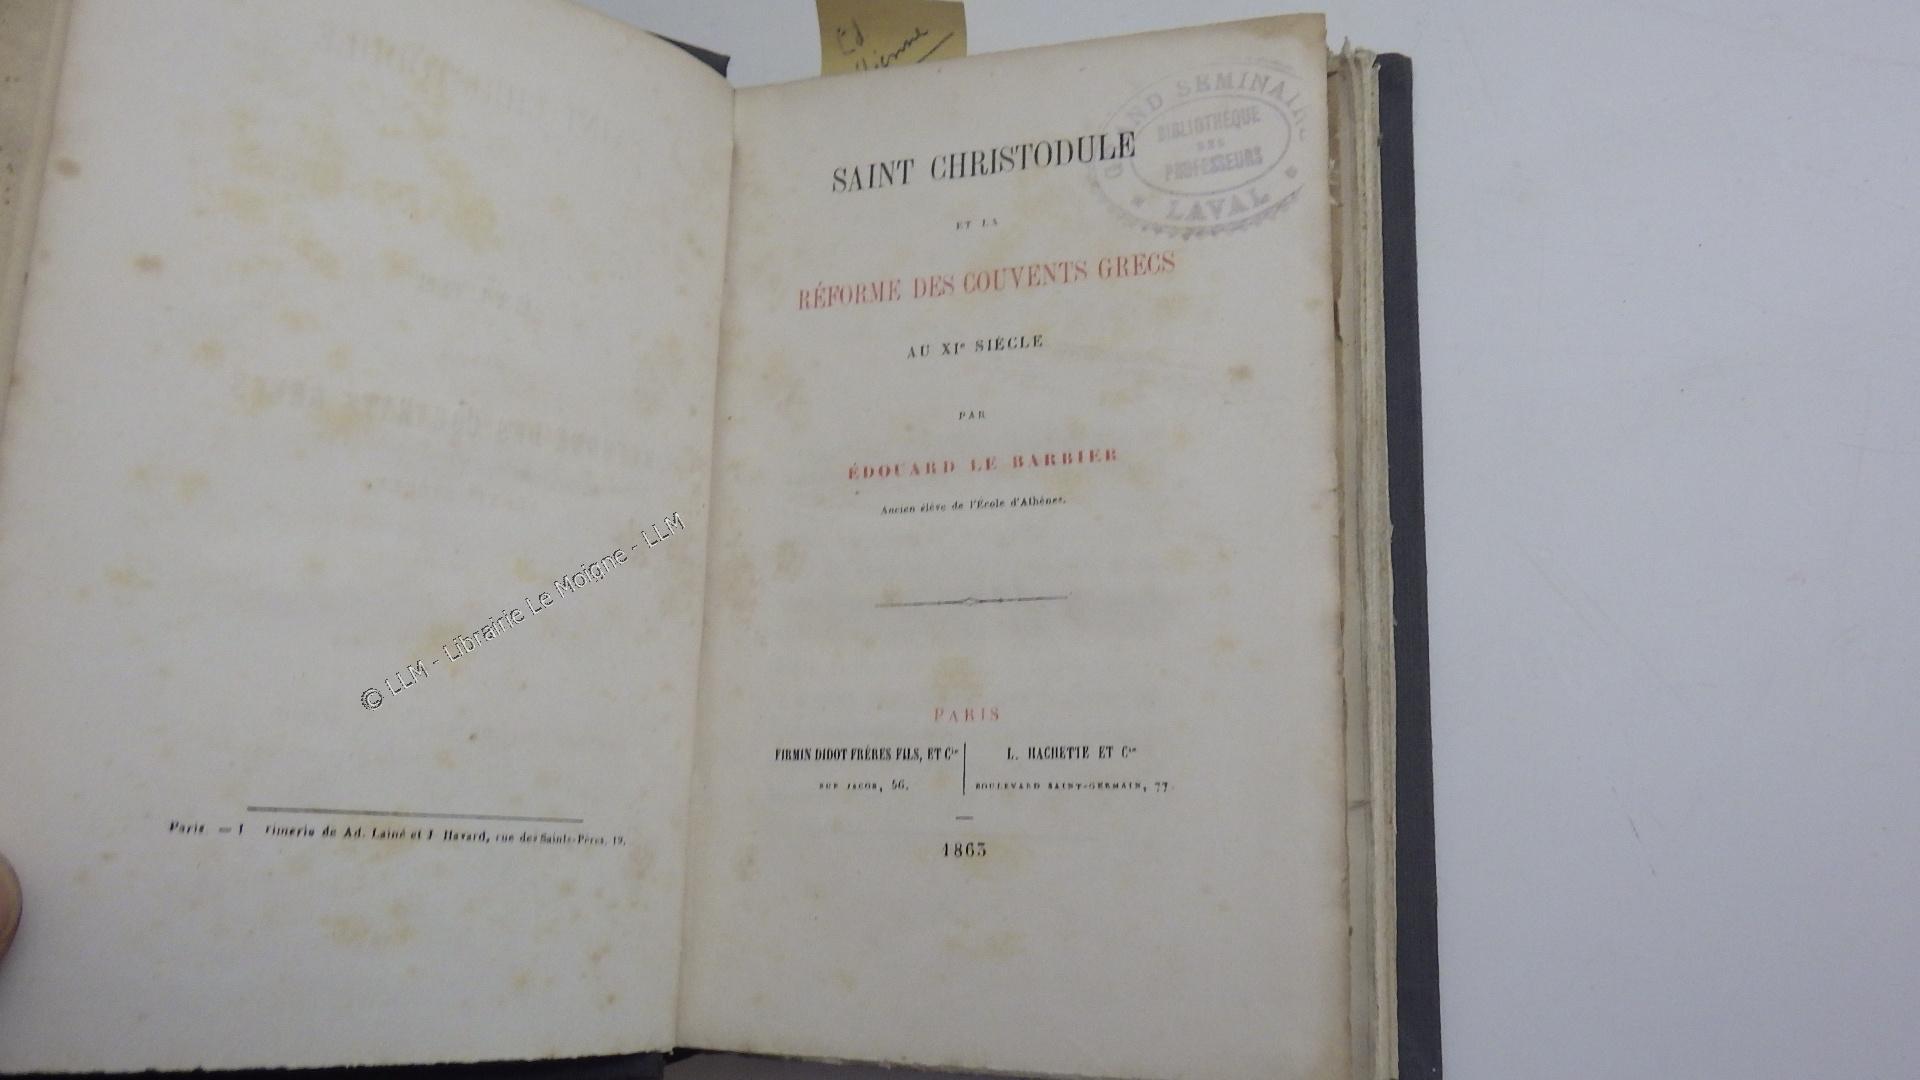 Ed
SAINT CHRISTODULE
ET LA
RÉFORME DES COUVENTS GRECS
AU XIe SIÈCLE
PAR
ÉDOUARD LE BARBIER
Ancien élève de l'École d'Athènes.
PARIS
FIRMIN DIDOT FRÈRES FILS, ET Cie
RUE JACOB, 56.
L. HACHETTE ET Cie
BOULEVARD SAINT-GERMAIN, 77.
1863
GRAND SEMINAIRE
BIBLIOTHÉQUE
DES
PROFESSEURS
LAVAL
Paris. — I rimerie de Ad. Lainé et J. Havard, rue des Saints-Pères, 19.
© LLM - Librairie Le Moigne - LLM